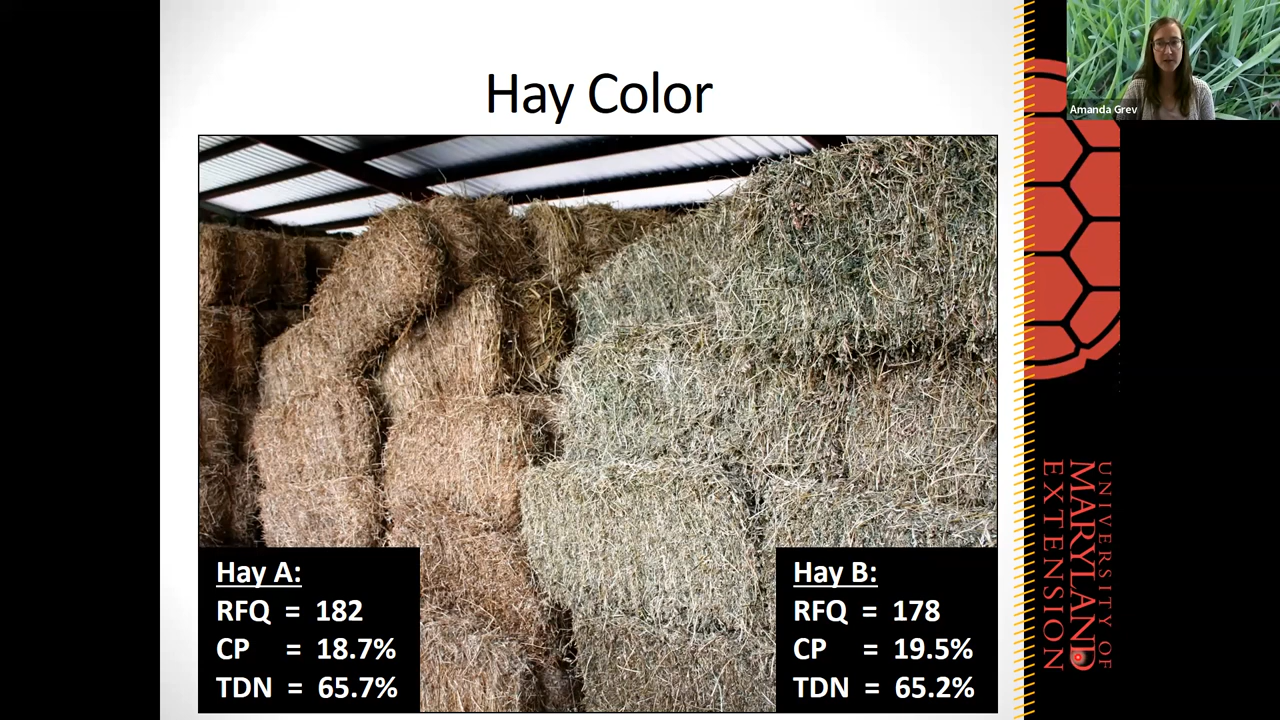 Hay Color
Amanda Grev
Hay A:
RFQ = 182
CP = 18.7%
TDN = 65.7%
Hay B:
RFQ = 178
CP = 19.5%
TDN = 65.2%
UNIVERSITY OF
MARYLAND
EXTENSION